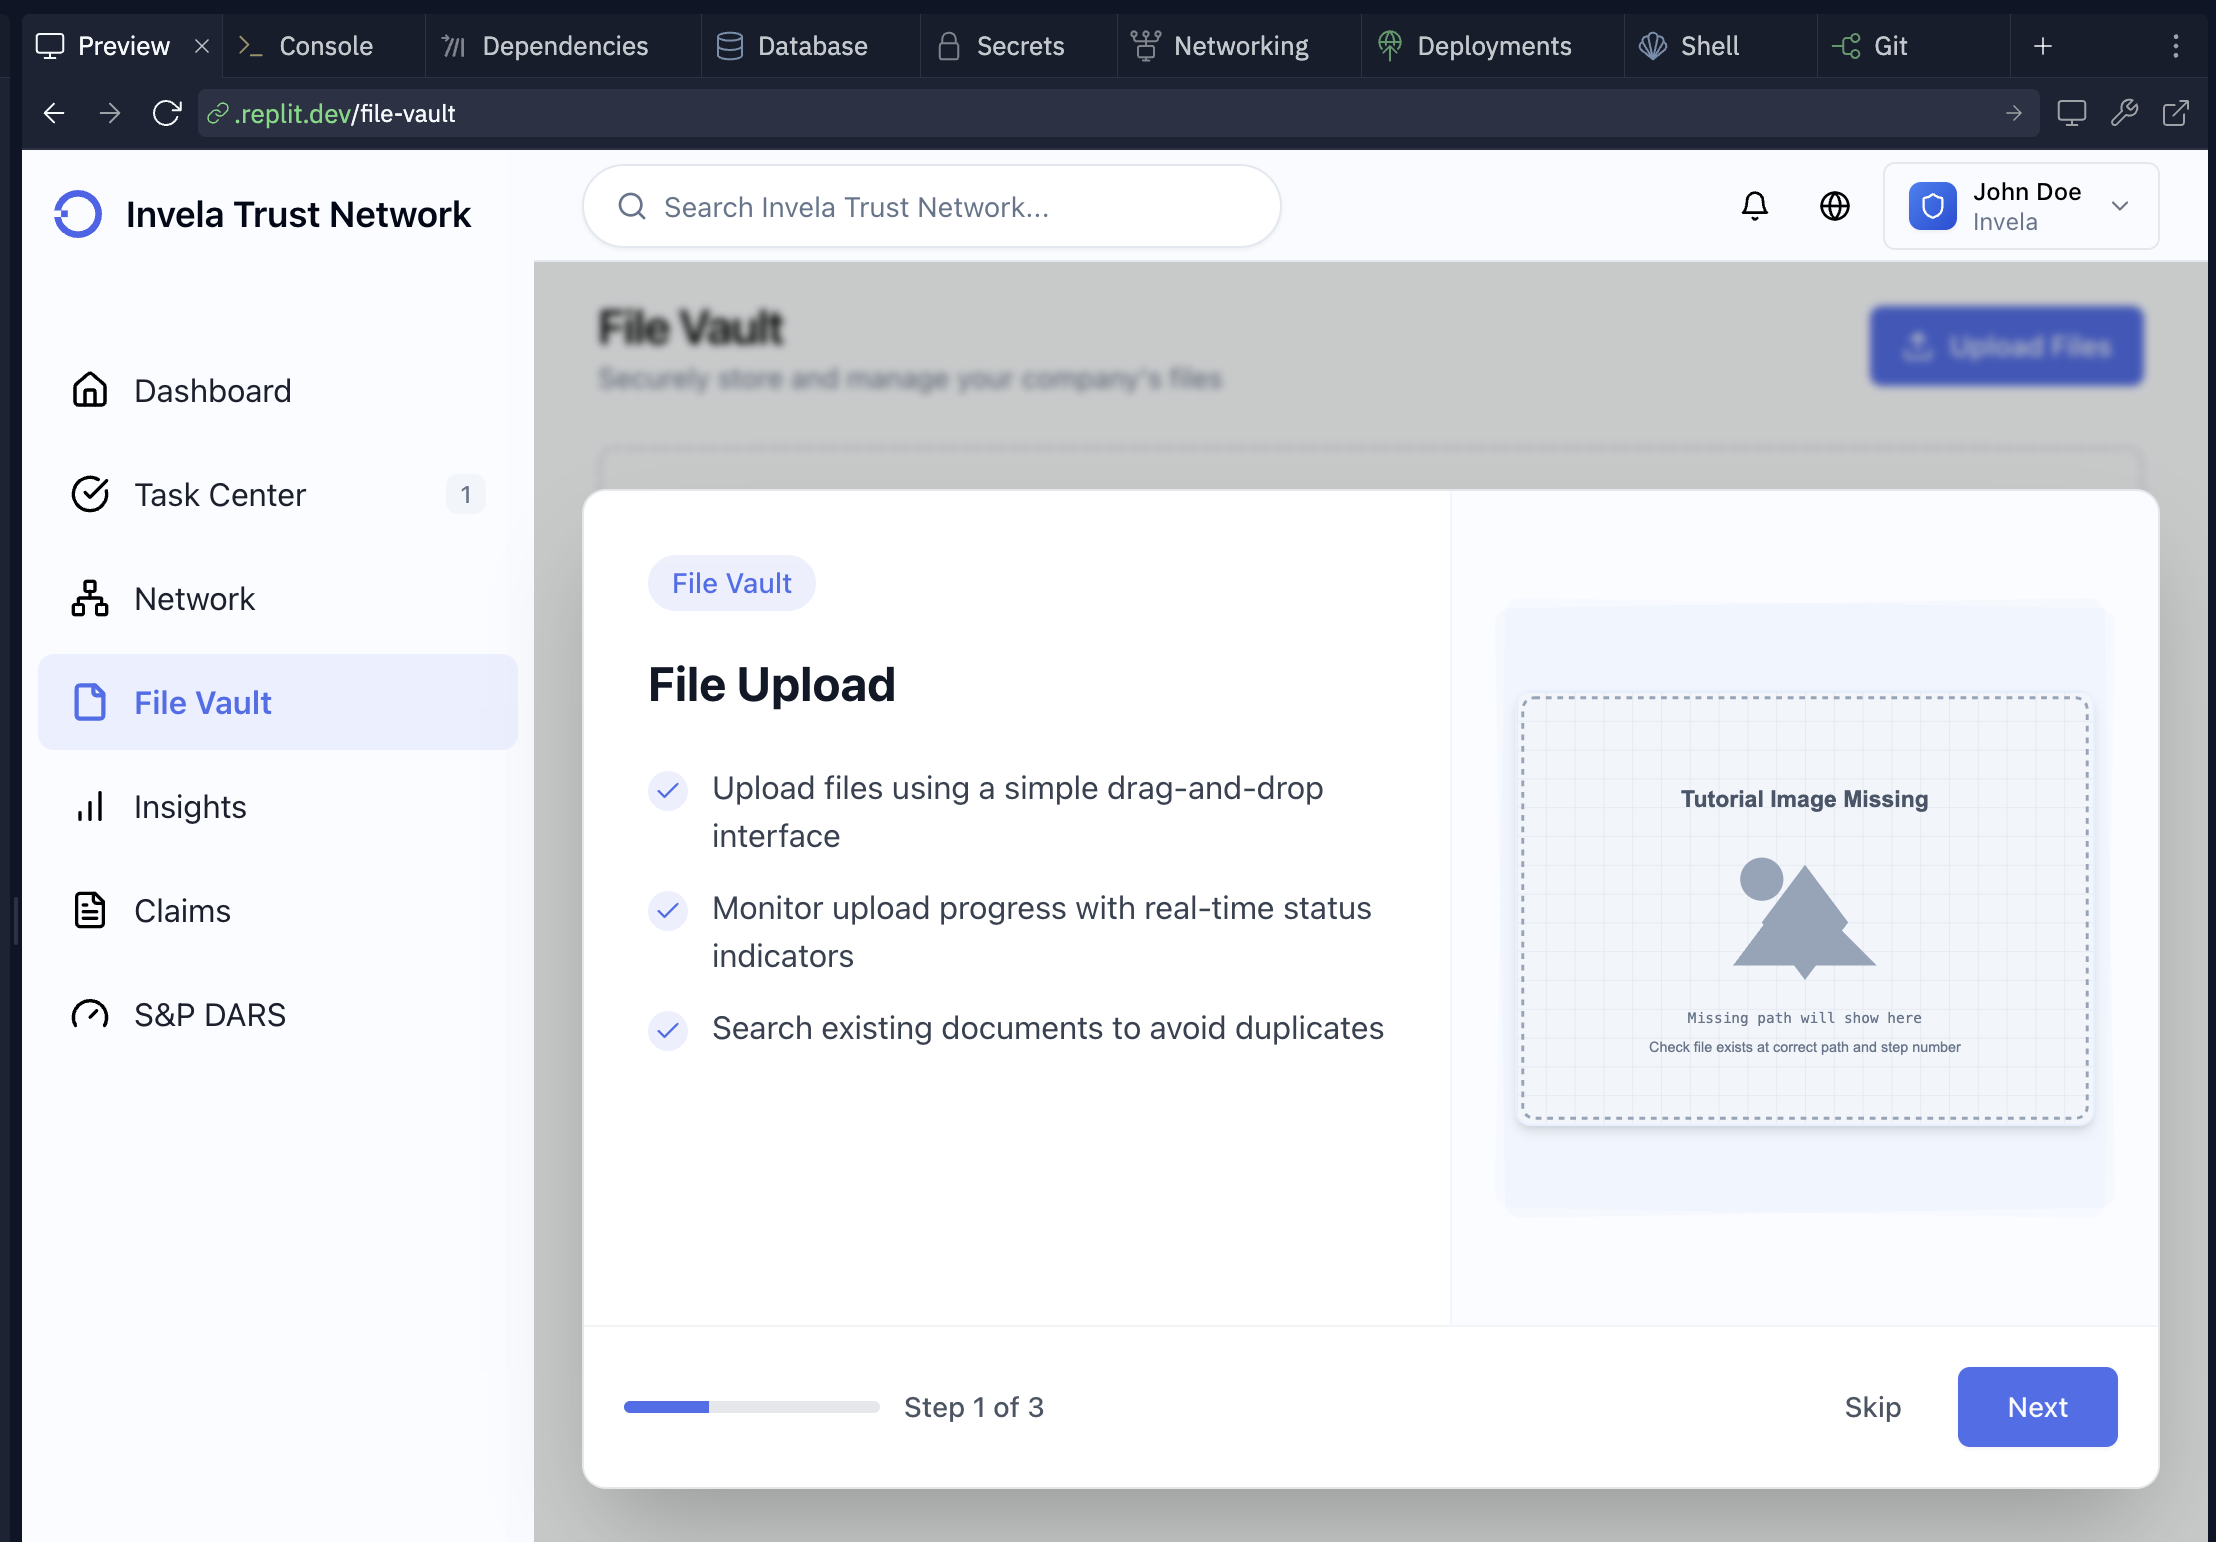 Preview
Console
Dependencies
Database
Secrets
Networking
Deployments
Shell
Git
.replit.dev/file-vault
Invela Trust Network
Search Invela Trust Network...
John Doe
Invela
Dashboard
Task Center
1
Network
File Vault
Insights
Claims
S&P DARS
File Vault
Securely store and manage your company's files
Upload Files
File Vault
File Upload
Upload files using a simple drag-and-drop
interface
Monitor upload progress with real-time status
indicators
Search existing documents to avoid duplicates
Tutorial Image Missing
Missing path will show here
Check file exists at correct path and step number
Step 1 of 3
Skip
Next